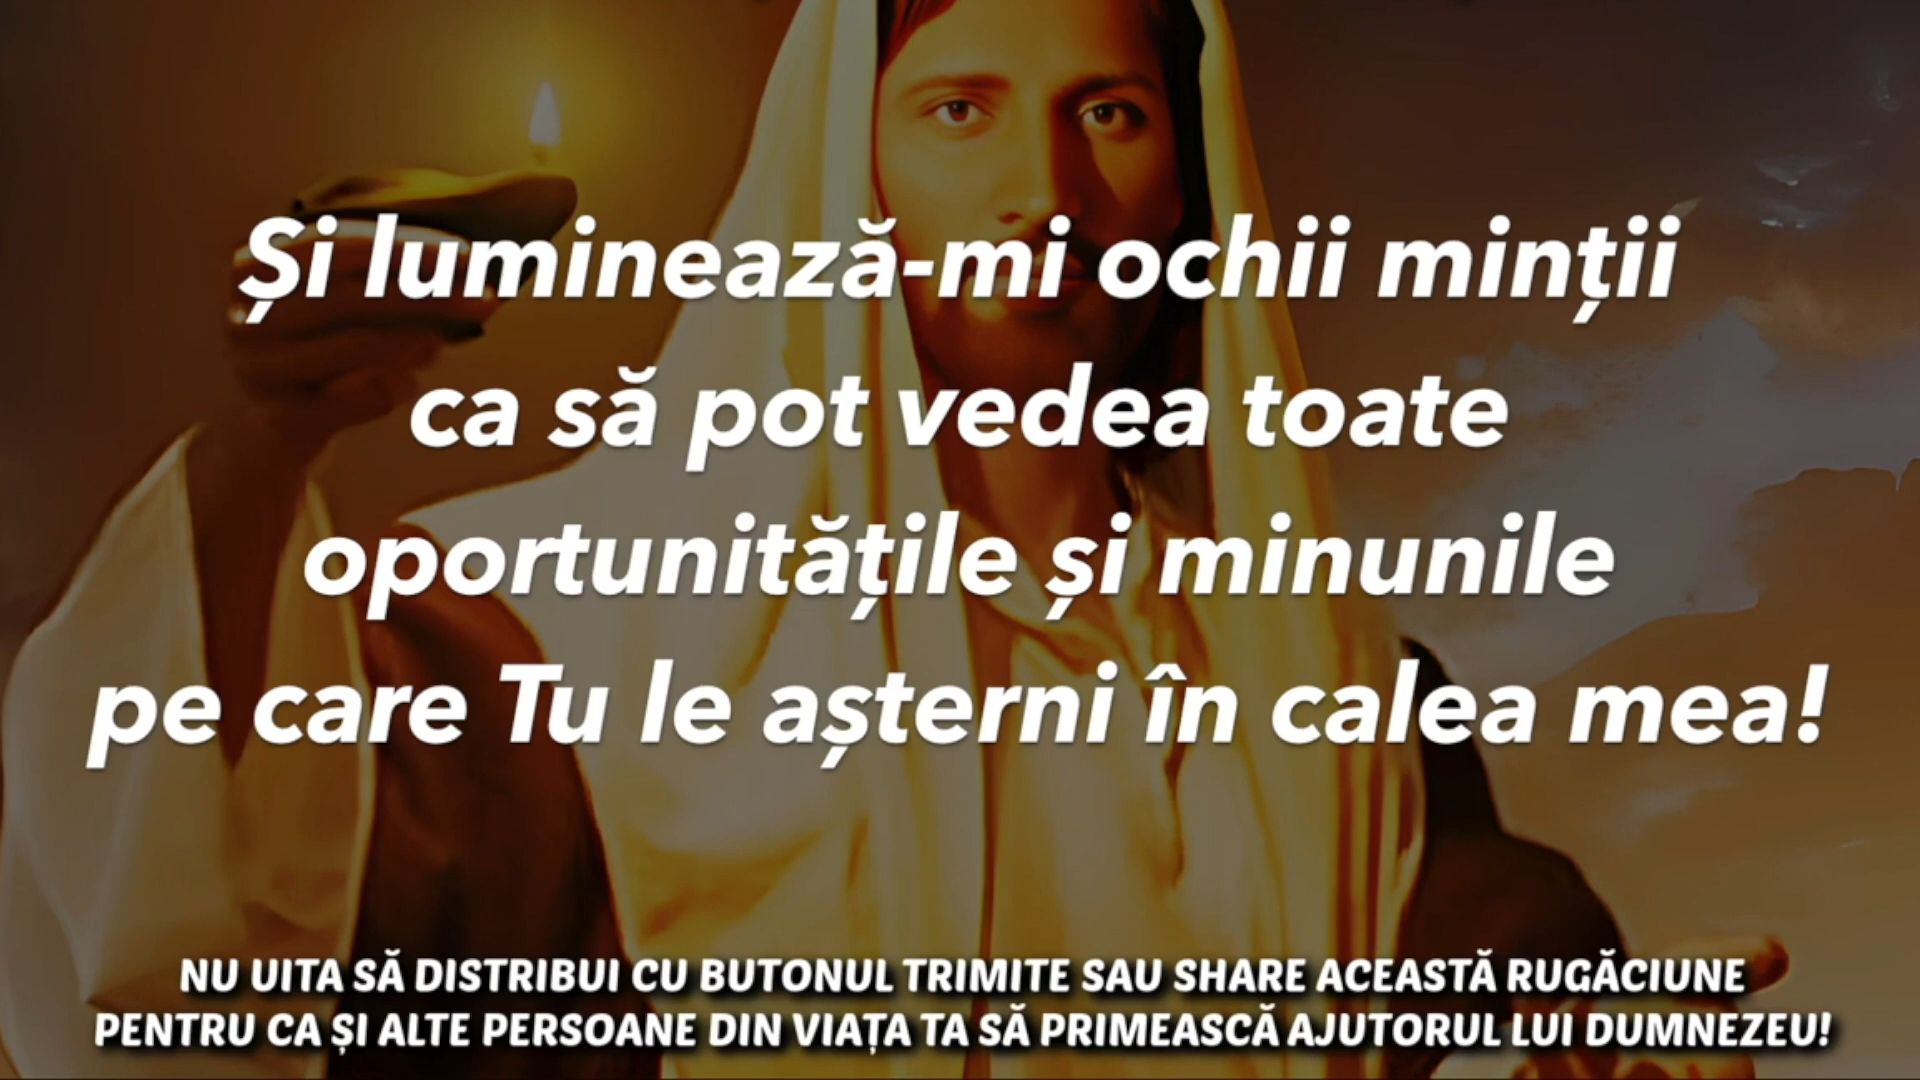 Și luminează-mi ochii minții
ca să pot vedea toate
oportunitățile și minunile
pe care Tu le așterni în calea mea!
NU UITA SĂ DISTRIBUI CU BUTONUL TRIMITE SAU SHARE ACEASTĂ RUGĂCIUNE
PENTRU CA ȘI ALTE PERSOANE DIN VIAȚA TA SĂ PRIMEASCĂ AJUTORUL LUI DUMNEZEU!